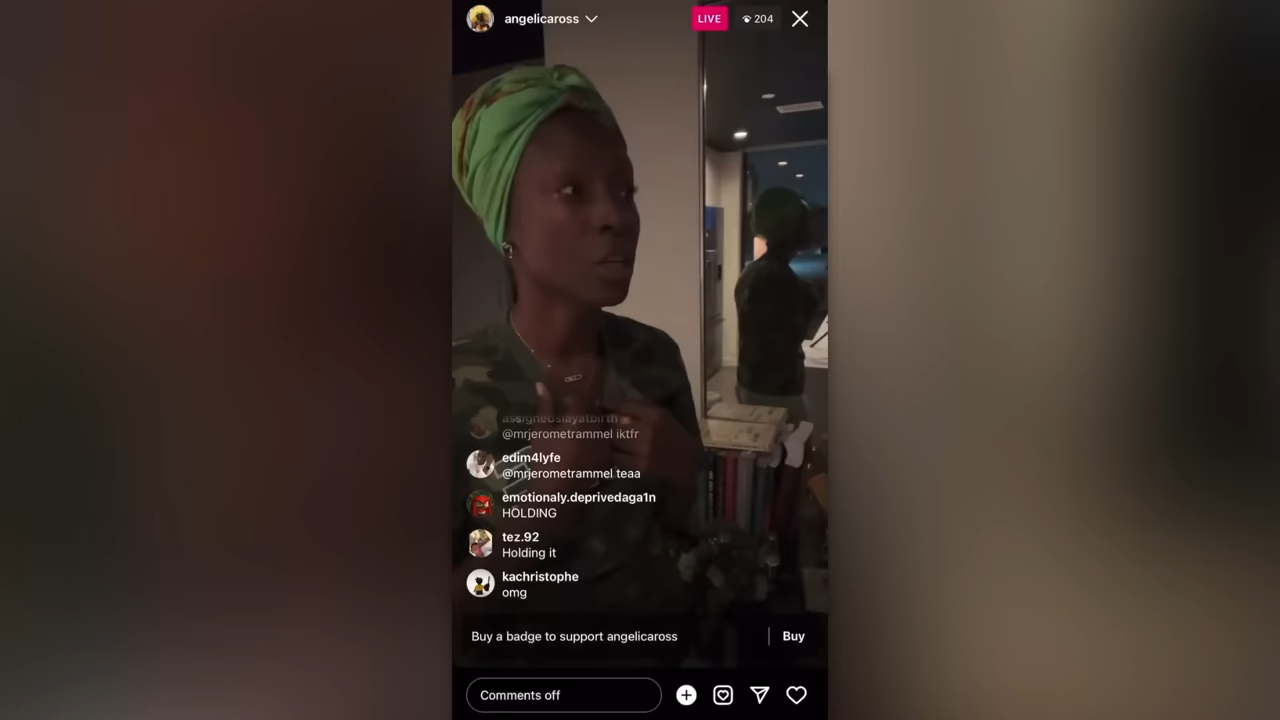 angelicaross
LIVE
204
assignedslayatbirth
@mrjerometrammel iktfr
edim4lyfe
@mrjerometrammel teaa
emotionaly.deprivedaga1n
HOLDING
tez.92
Holding it
kachristophe
omg
Buy a badge to support angelicaross
Buy
Comments off